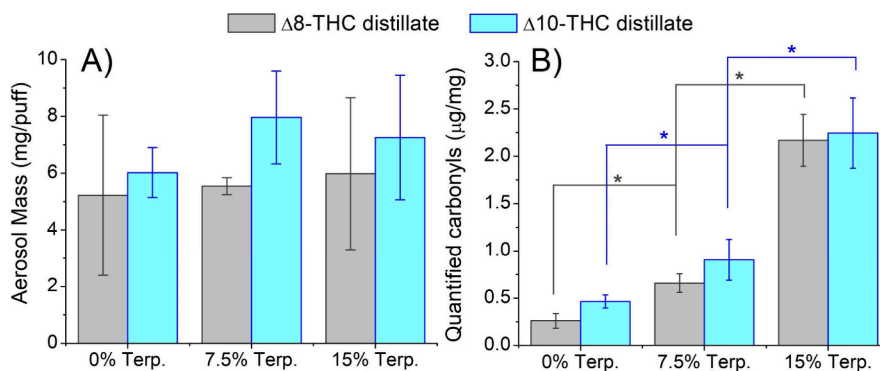 Δ8-THC distillate Δ10-THC distillate
A)
Aerosol Mass (mg/puff)
10
8
6
4
2
0
0% Terp. 7.5% Terp. 15% Terp.
B)
Quantified carbonyls (µg/mg)
3.0
2.5
2.0
1.5
1.0
0.5
0.0
* * * *
0% Terp. 7.5% Terp. 15% Terp.